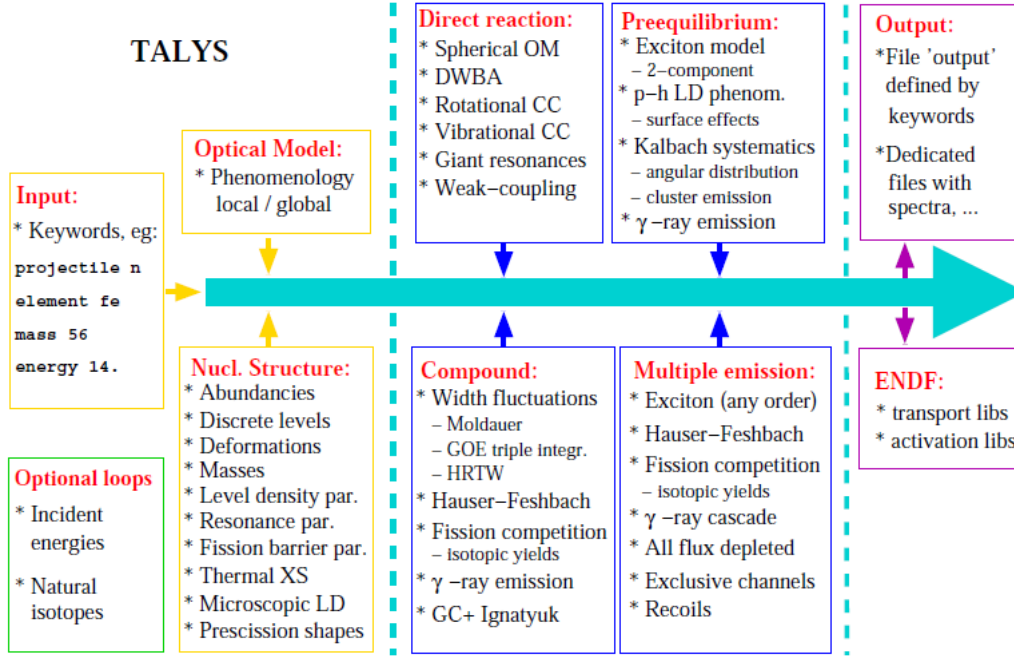 TALYS
Input:
* Keywords, eg:
projectile n
element fe
mass 56
energy 14.
Optional loops
* Incident
energies
* Natural
isotopes
Optical Model:
* Phenomenology
local / global
Nucl. Structure:
* Abundancies
* Discrete levels
* Deformations
* Masses
* Level density par.
* Resonance par.
* Fission barrier par.
* Thermal XS
* Microscopic LD
* Prescission shapes
Direct reaction:
* Spherical OM
* DWBA
* Rotational CC
* Vibrational CC
* Giant resonances
* Weak–coupling
Preequilibrium:
* Exciton model
– 2–component
* p–h LD phenom.
– surface effects
* Kalbach systematics
– angular distribution
– cluster emission
* γ –ray emission
Compound:
* Width fluctuations
– Moldauer
– GOE triple integr.
– HRTW
* Hauser–Feshbach
* Fission competition
– isotopic yields
* γ –ray emission
* GC+ Ignatyuk
Multiple emission:
* Exciton (any order)
* Hauser–Feshbach
* Fission competition
– isotopic yields
* γ –ray cascade
* All flux depleted
* Exclusive channels
* Recoils
Output:
*File 'output'
defined by
keywords
*Dedicated
files with
spectra, ...
ENDF:
* transport libs
* activation libs